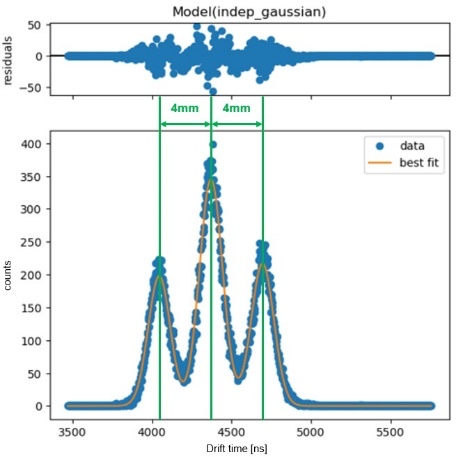 Model(indep_gaussian)
residuals
50
0
−50
4mm 4mm
counts
400
350
300
250
200
150
100
50
0
data
best fit
3500 4000 4500 5000 5500
Drift time [ns]